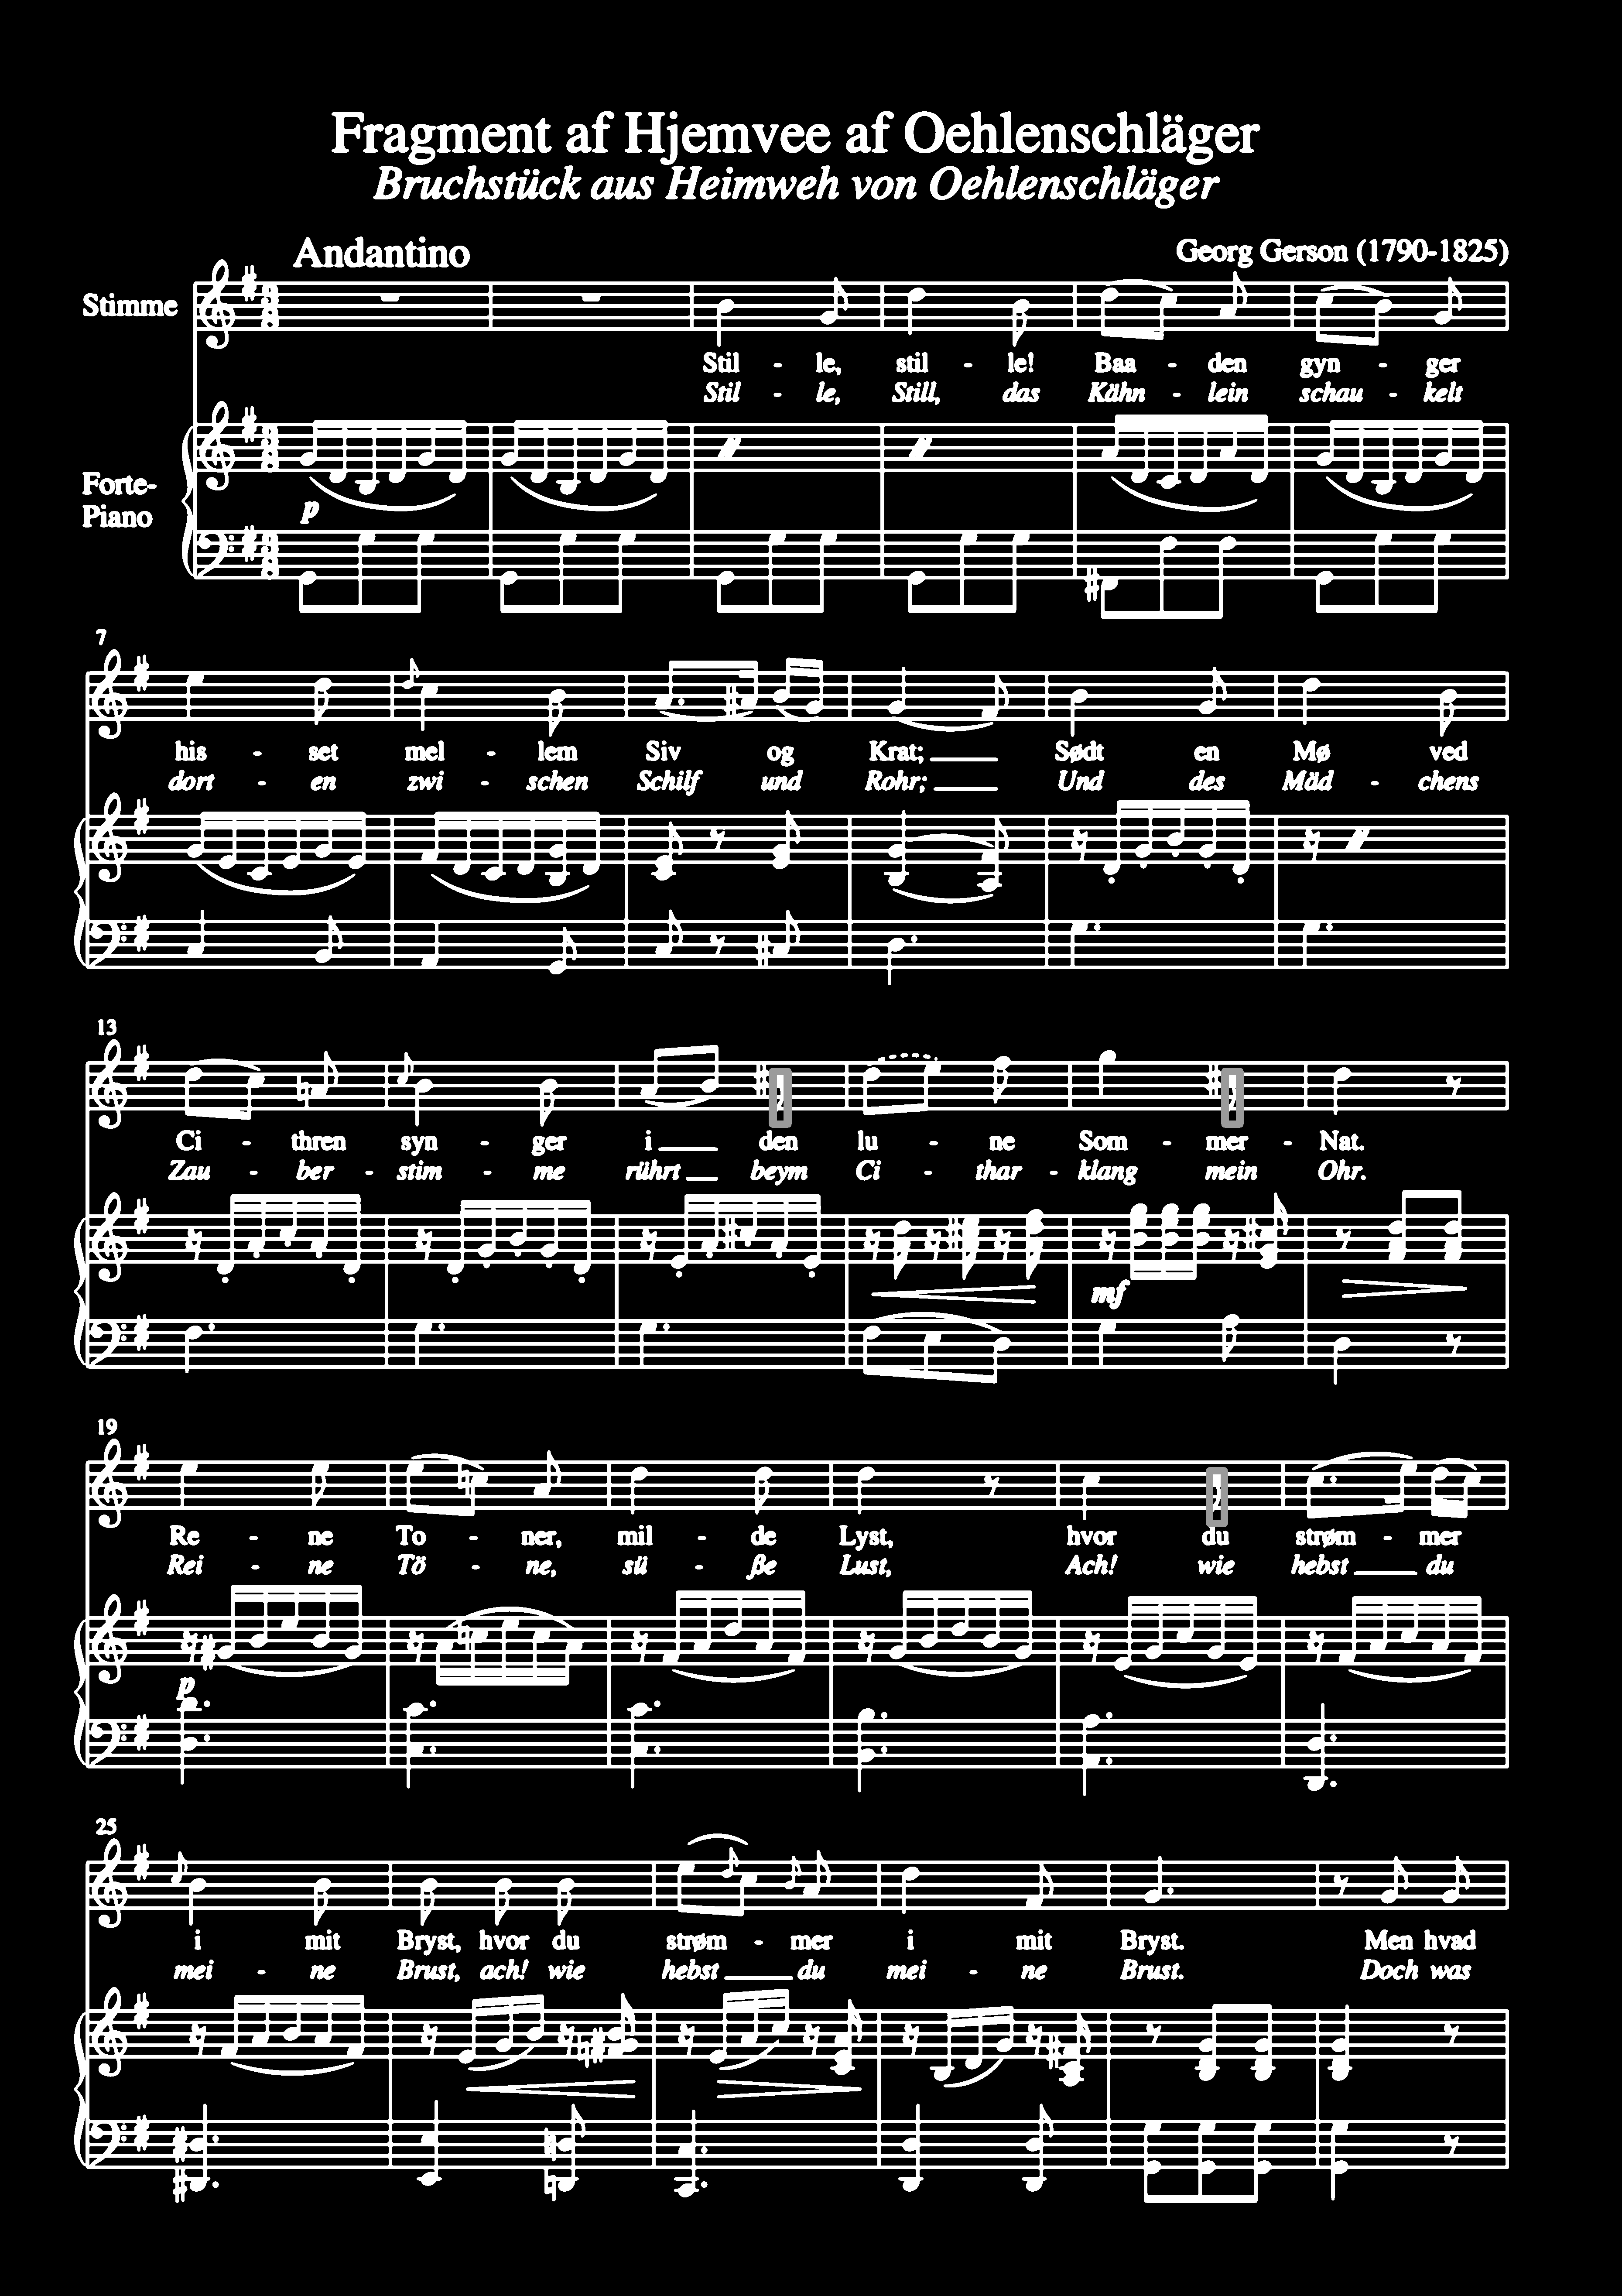 Fragment af Hjemvee af Oehlenschläger
Bruchstück aus Heimweh von Oehlenschläger
Andantino
Georg Gerson (1790-1825)
Stimme
Stil - le, stil - le! Baa - den gyn - ger
Stil - le, Still, das Kähn - lein schau - kelt
Forte-
Piano
p
7
his - set mel - lem Siv og Krat; Sødt en Mø ved
dort - en zwi - schen Schilf und Rohr; Und des Mäd - chens
13
Ci - thren syn - ger i den lu - ne Som - mer - Nat.
Zau - ber - stim - me rührt beym Ci - thar - klang mein Ohr.
mf
19
Re - ne To - ner, mil - de Lyst, hvor du strøm - mer
Rei - ne Tö - ne, sü - ße Lust, Ach! wie hebst du
p
25
i mit Bryst, hvor du strøm - mer i mit Bryst. Men hvad
mei - ne Brust, ach! wie hebst du mei - ne Brust. Doch was